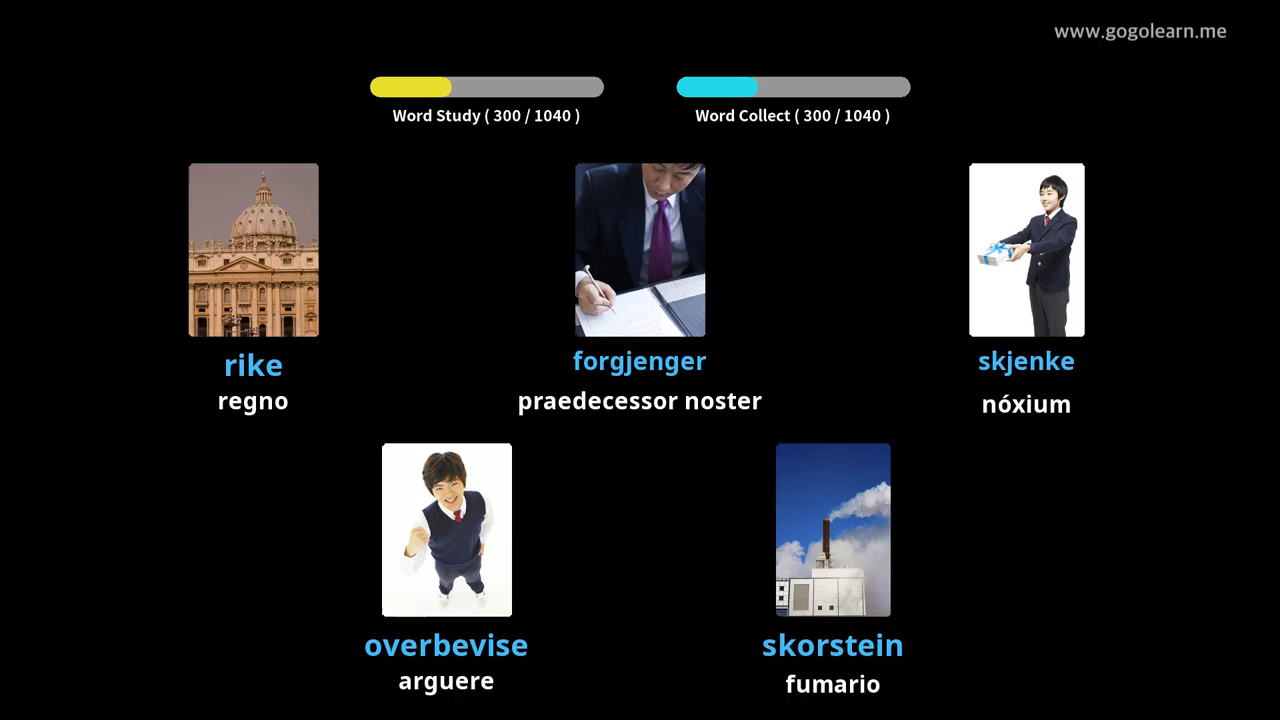 www.gogolearn.me
Word Study ( 300 / 1040 )
Word Collect ( 300 / 1040 )
rike
regno
forgjenger
praedecessor noster
skjenke
nóxium
overbevise
arguere
skorstein
fumario